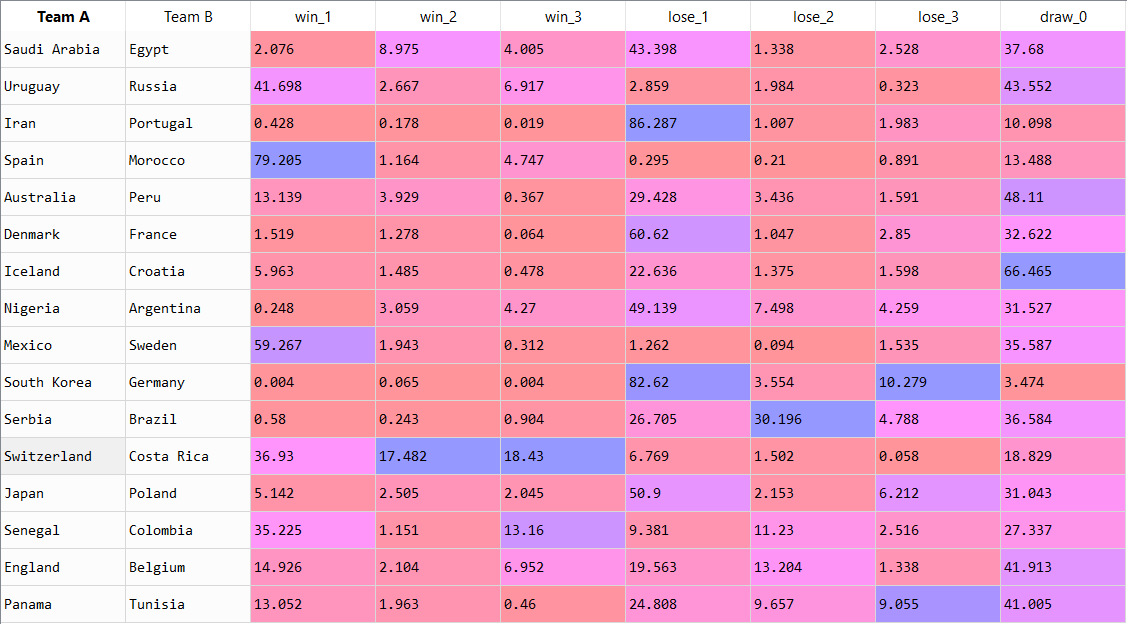 Team A Team B win_1 win_2 win_3 lose_1 lose_2 lose_3 draw_0
Saudi Arabia Egypt 2.076 8.975 4.005 43.398 1.338 2.528 37.68
Uruguay Russia 41.698 2.667 6.917 2.859 1.984 0.323 43.552
Iran Portugal 0.428 0.178 0.019 86.287 1.007 1.983 10.098
Spain Morocco 79.205 1.164 4.747 0.295 0.21 0.891 13.488
Australia Peru 13.139 3.929 0.367 29.428 3.436 1.591 48.11
Denmark France 1.519 1.278 0.064 60.62 1.047 2.85 32.622
Iceland Croatia 5.963 1.485 0.478 22.636 1.375 1.598 66.465
Nigeria Argentina 0.248 3.059 4.27 49.139 7.498 4.259 31.527
Mexico Sweden 59.267 1.943 0.312 1.262 0.094 1.535 35.587
South Korea Germany 0.004 0.065 0.004 82.62 3.554 10.279 3.474
Serbia Brazil 0.58 0.243 0.904 26.705 30.196 4.788 36.584
Switzerland Costa Rica 36.93 17.482 18.43 6.769 1.502 0.058 18.829
Japan Poland 5.142 2.505 2.045 50.9 2.153 6.212 31.043
Senegal Colombia 35.225 1.151 13.16 9.381 11.23 2.516 27.337
England Belgium 14.926 2.104 6.952 19.563 13.204 1.338 41.913
Panama Tunisia 13.052 1.963 0.46 24.808 9.657 9.055 41.005